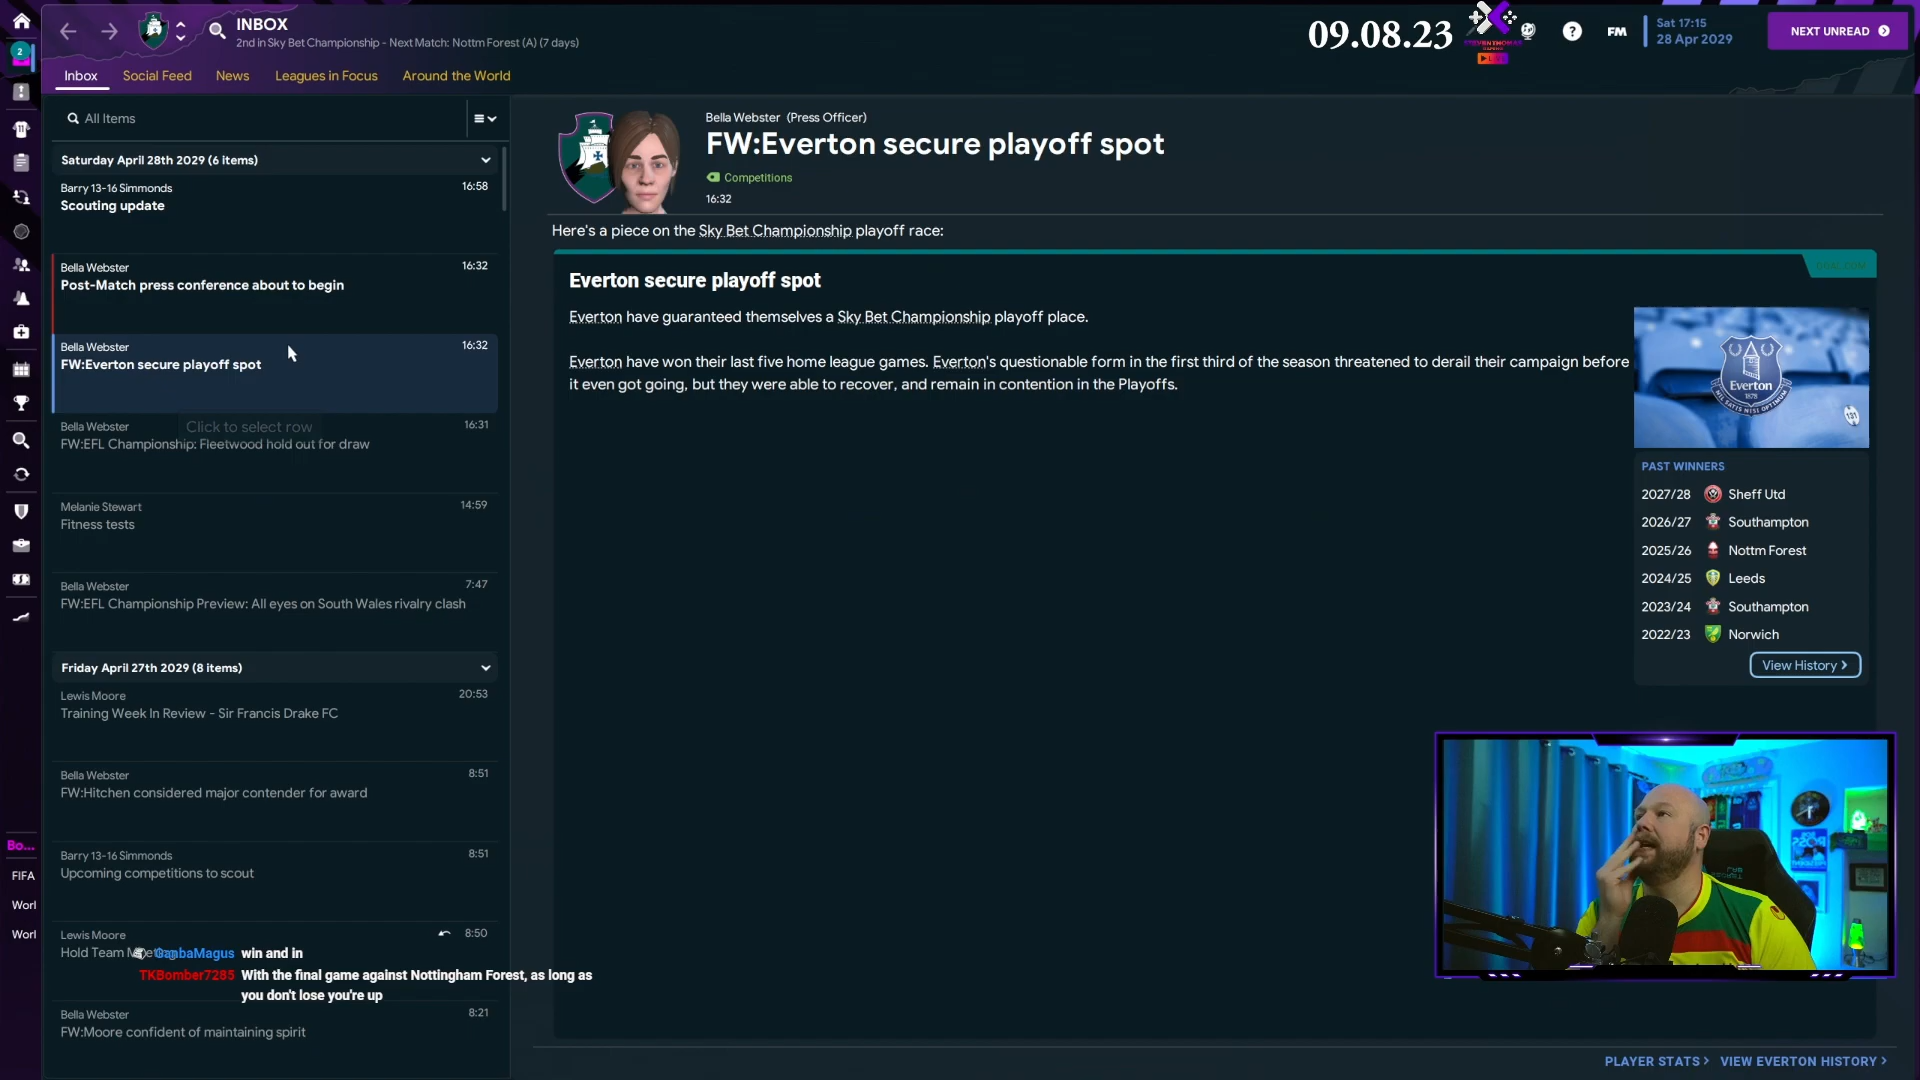 INBOX
2nd in Sky Bet Championship - Next Match: Nottm Forest (A) (7 days)
09.08.23
FM
Sat 17:15
28 Apr 2029
NEXT UNREAD
2
Inbox
Social Feed
News
Leagues in Focus
Around the World
All Items
Saturday April 28th 2029 (6 items)
Barry 13-16 Simmonds
16:58
Scouting update
Bella Webster
16:32
Post-Match press conference about to begin
Bella Webster
16:32
FW:Everton secure playoff spot
Click to select row
Bella Webster
16:31
FW:EFL Championship: Fleetwood hold out for draw
Melanie Stewart
14:59
Fitness tests
Bella Webster
7:47
FW:EFL Championship Preview: All eyes on South Wales rivalry clash
Friday April 27th 2029 (8 items)
Lewis Moore
20:53
Training Week In Review - Sir Francis Drake FC
Bella Webster
8:51
FW:Hitchen considered major contender for award
Barry 13-16 Simmonds
8:51
Upcoming competitions to scout
Lewis Moore
8:50
Hold Team Meeting
GanbaMagus win and in
TKBomber7285 With the final game against Nottingham Forest, as long as
you don't lose you're up
Bella Webster
8:21
FW:Moore confident of maintaining spirit
Bo...
FIFA
Worl
Worl
Bella Webster (Press Officer)
FW:Everton secure playoff spot
Competitions
16:32
Here's a piece on the Sky Bet Championship playoff race:
Everton secure playoff spot
Everton have guaranteed themselves a Sky Bet Championship playoff place.
Everton have won their last five home league games. Everton's questionable form in the first third of the season threatened to derail their campaign before
it even got going, but they were able to recover, and remain in contention in the Playoffs.
Everton
1878
NIL SATIS NISI OPTIMUM
PAST WINNERS
2027/28 Sheff Utd
2026/27 Southampton
2025/26 Nottm Forest
2024/25 Leeds
2023/24 Southampton
2022/23 Norwich
View History
PLAYER STATS
VIEW EVERTON HISTORY